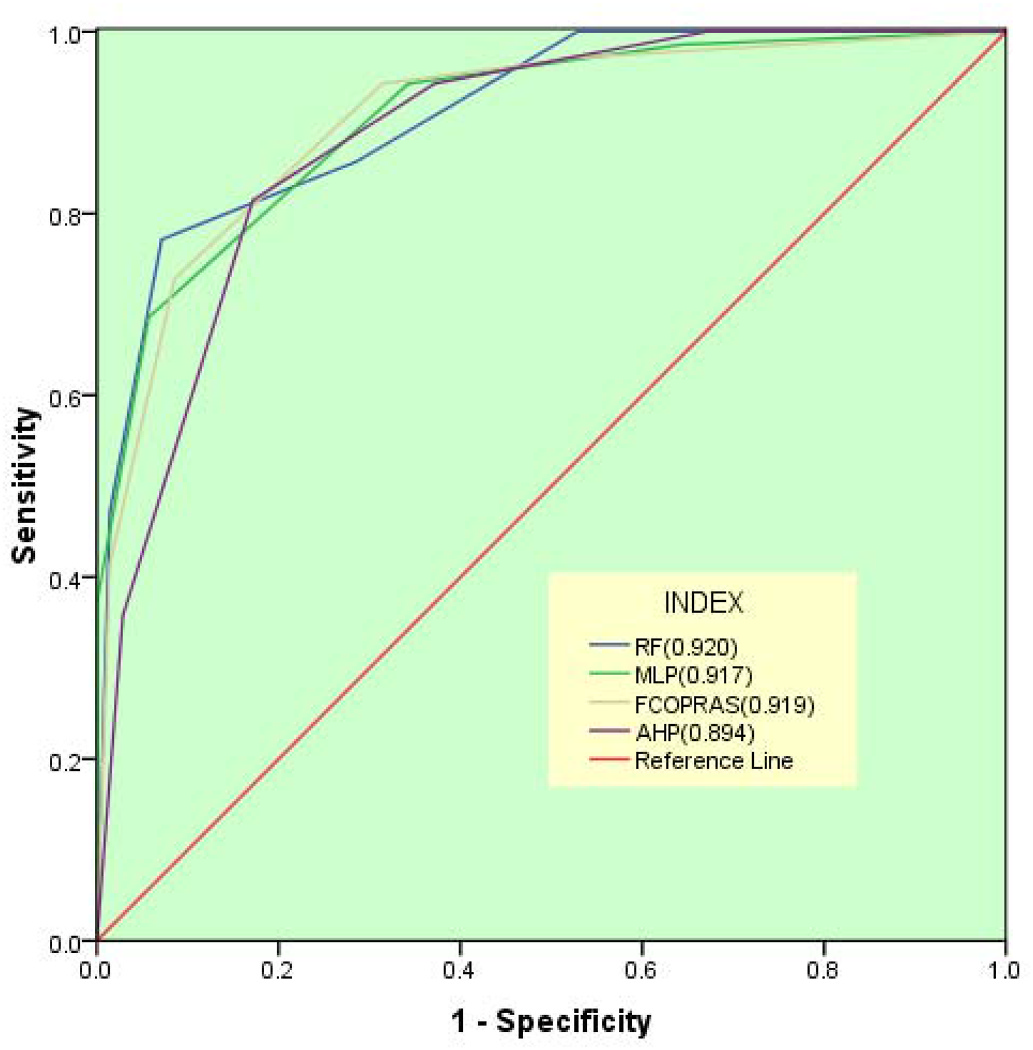 1.0
0.8
0.6
0.4
0.2
0.0
Sensitivity
INDEX
RF(0.920)
MLP(0.917)
FCOPRAS(0.919)
AHP(0.894)
Reference Line
0.0 0.2 0.4 0.6 0.8 1.0
1 - Specificity